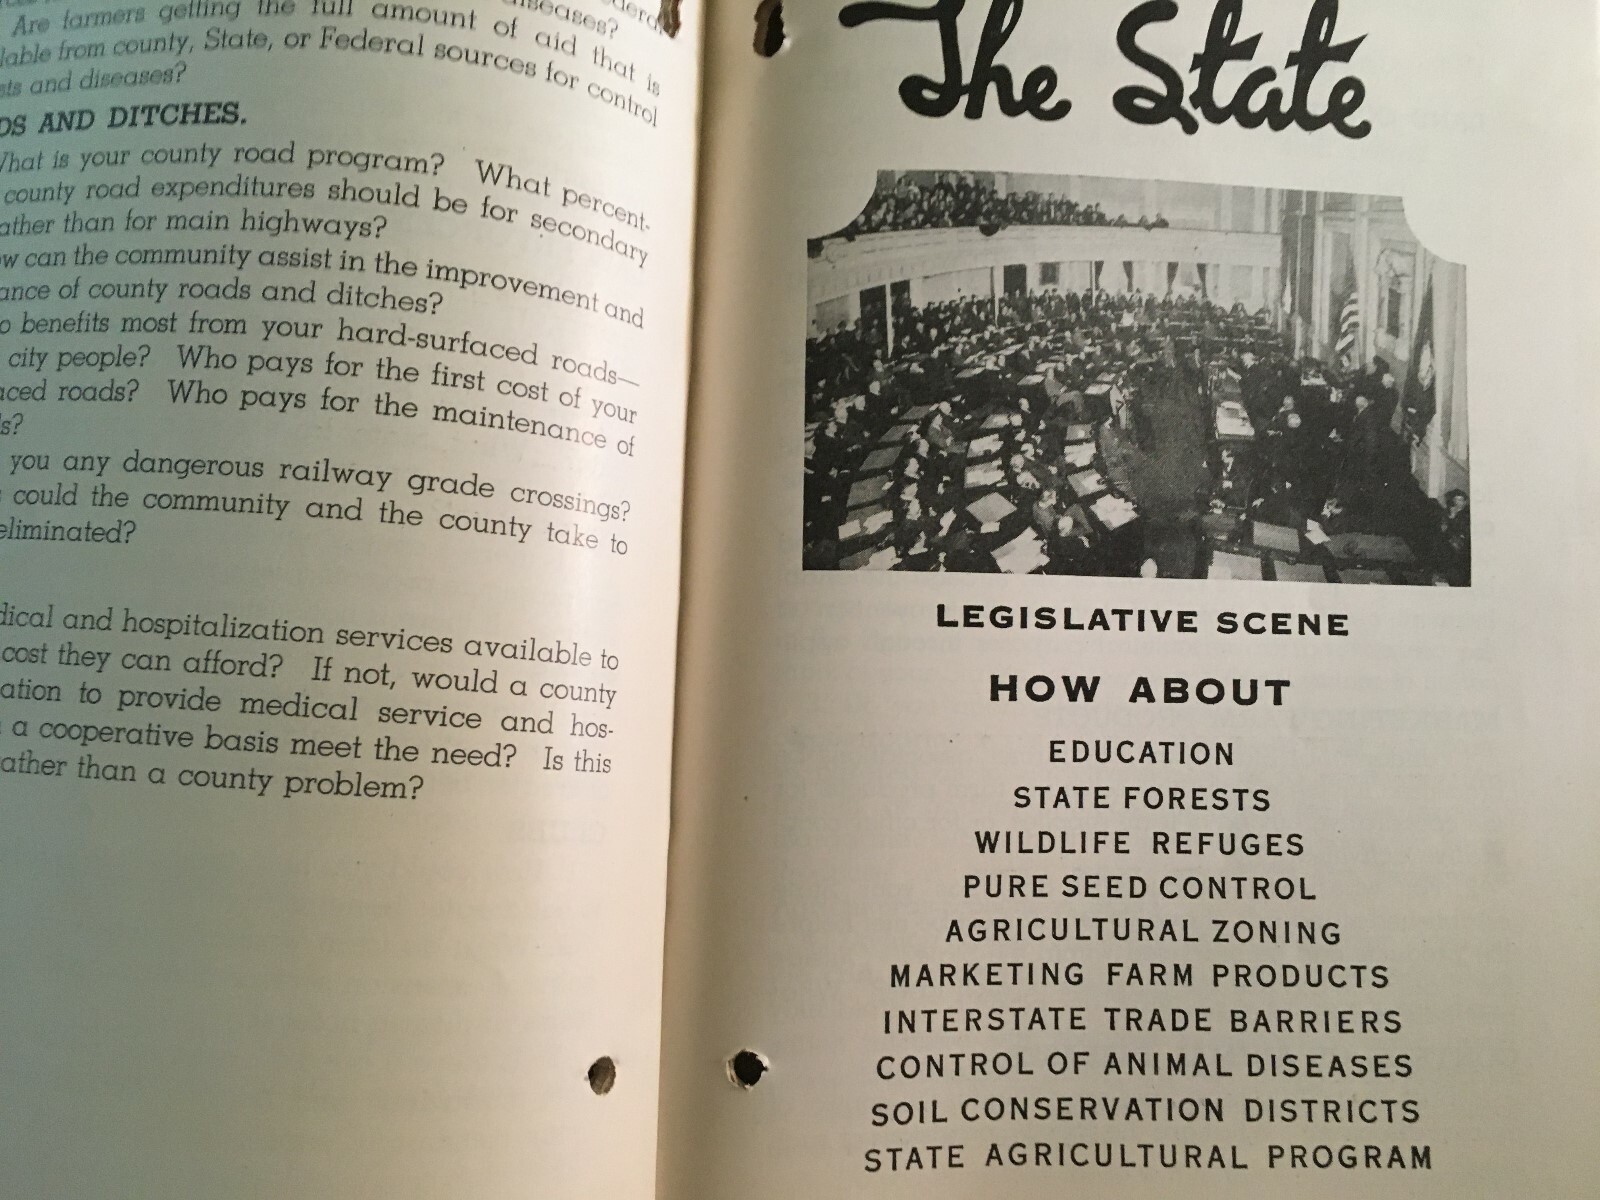 diseases?
Are farmers getting the full amount of aid that is
lable from county, State, or Federal sources for control
sts and diseases?
DS AND DITCHES.
What is your county road program? What percent-
county road expenditures should be for secondary
ather than for main highways?
ow can the community assist in the improvement and
ance of county roads and ditches?
o benefits most from your hard-surfaced roads—
city people? Who pays for the first cost of your
aced roads? Who pays for the maintenance of
s?
you any dangerous railway grade crossings?
could the community and the county take to
eliminated?
dical and hospitalization services available to
cost they can afford? If not, would a county
ation to provide medical service and hos-
a cooperative basis meet the need? Is this
ather than a county problem?
The State
LEGISLATIVE SCENE
HOW ABOUT
EDUCATION
STATE FORESTS
WILDLIFE REFUGES
PURE SEED CONTROL
AGRICULTURAL ZONING
MARKETING FARM PRODUCTS
INTERSTATE TRADE BARRIERS
CONTROL OF ANIMAL DISEASES
SOIL CONSERVATION DISTRICTS
STATE AGRICULTURAL PROGRAM